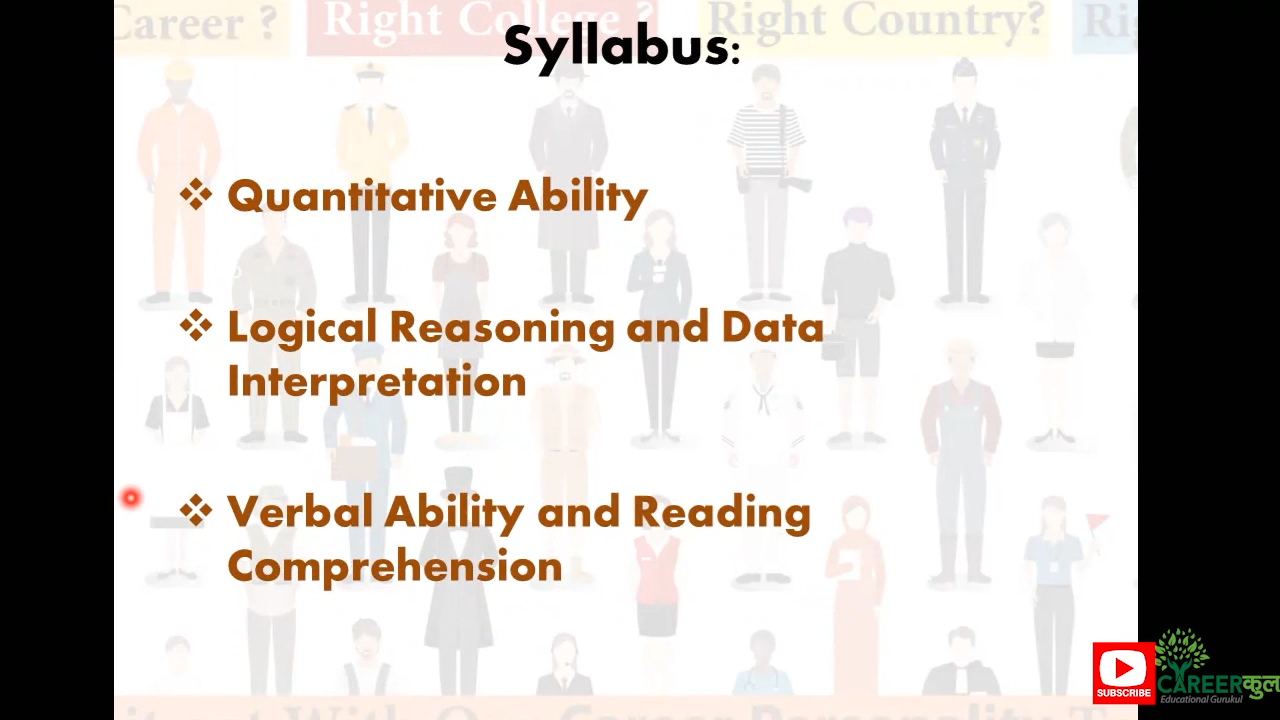 Career ?
Right College ?
Right Country?
Rig
Syllabus:
❖ Quantitative Ability
❖ Logical Reasoning and Data
Interpretation
❖ Verbal Ability and Reading
Comprehension
SUBSCRIBE
CAREERकुल
Educational Gurukul